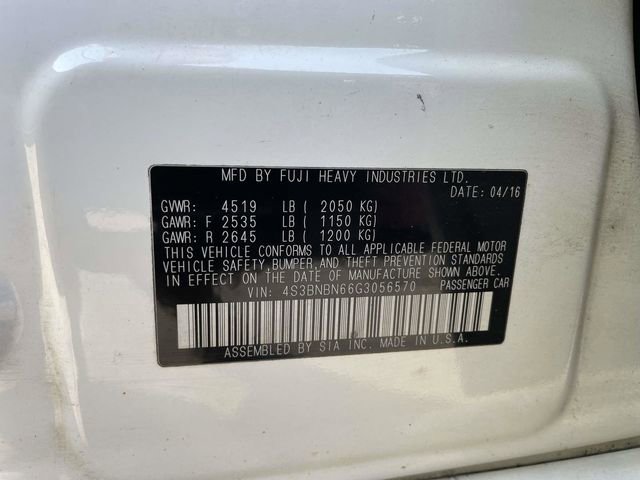 MFD BY FUJI HEAVY INDUSTRIES LTD.
DATE: 04/16
GVWR: 4519 LB ( 2050 KG)
GAWR: F 2535 LB ( 1150 KG)
GAWR: R 2645 LB ( 1200 KG)
THIS VEHICLE CONFORMS TO ALL APPLICABLE FEDERAL MOTOR
VEHICLE SAFETY,BUMPER,AND THEFT PREVENTION STANDARDS
IN EFFECT ON THE DATE OF MANUFACTURE SHOWN ABOVE.
VIN: 4S3BNBN66G3056570 PASSENGER CAR
ASSEMBLED BY SIA INC. MADE IN U.S.A.